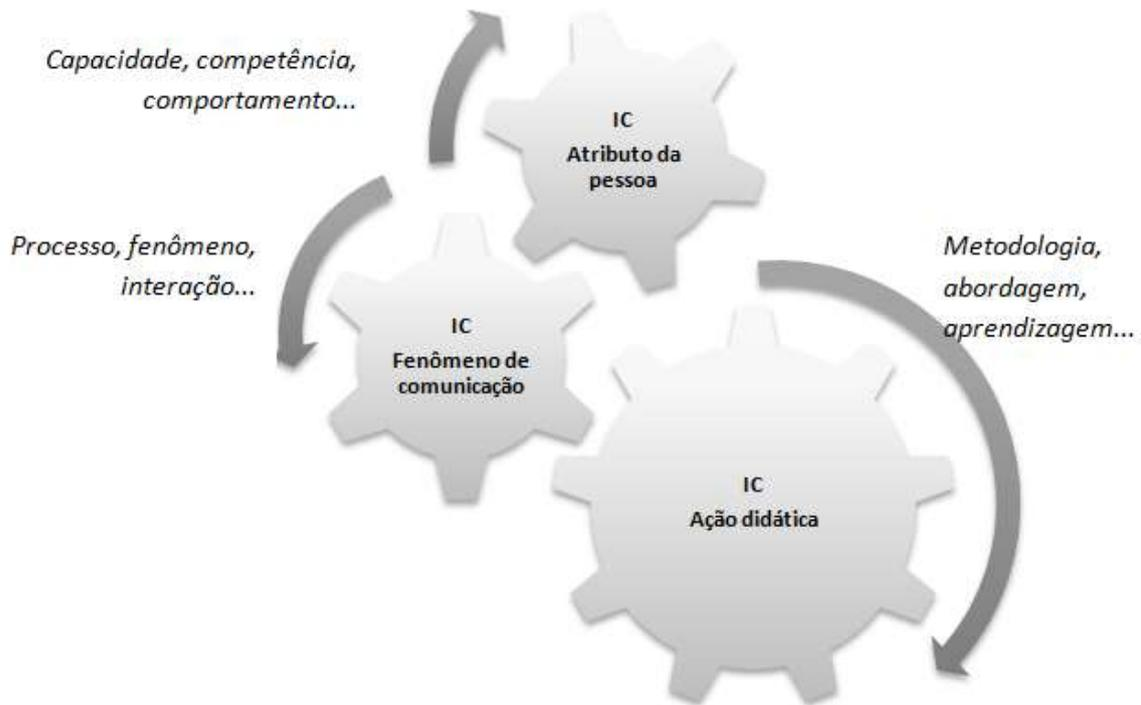 Capacidade, competência,
comportamento...
IC
Atributo da
pessoa
Processo, fenômeno,
interação...
IC
Fenômeno de
comunicação
Metodologia,
abordagem,
aprendizagem...
IC
Ação didática